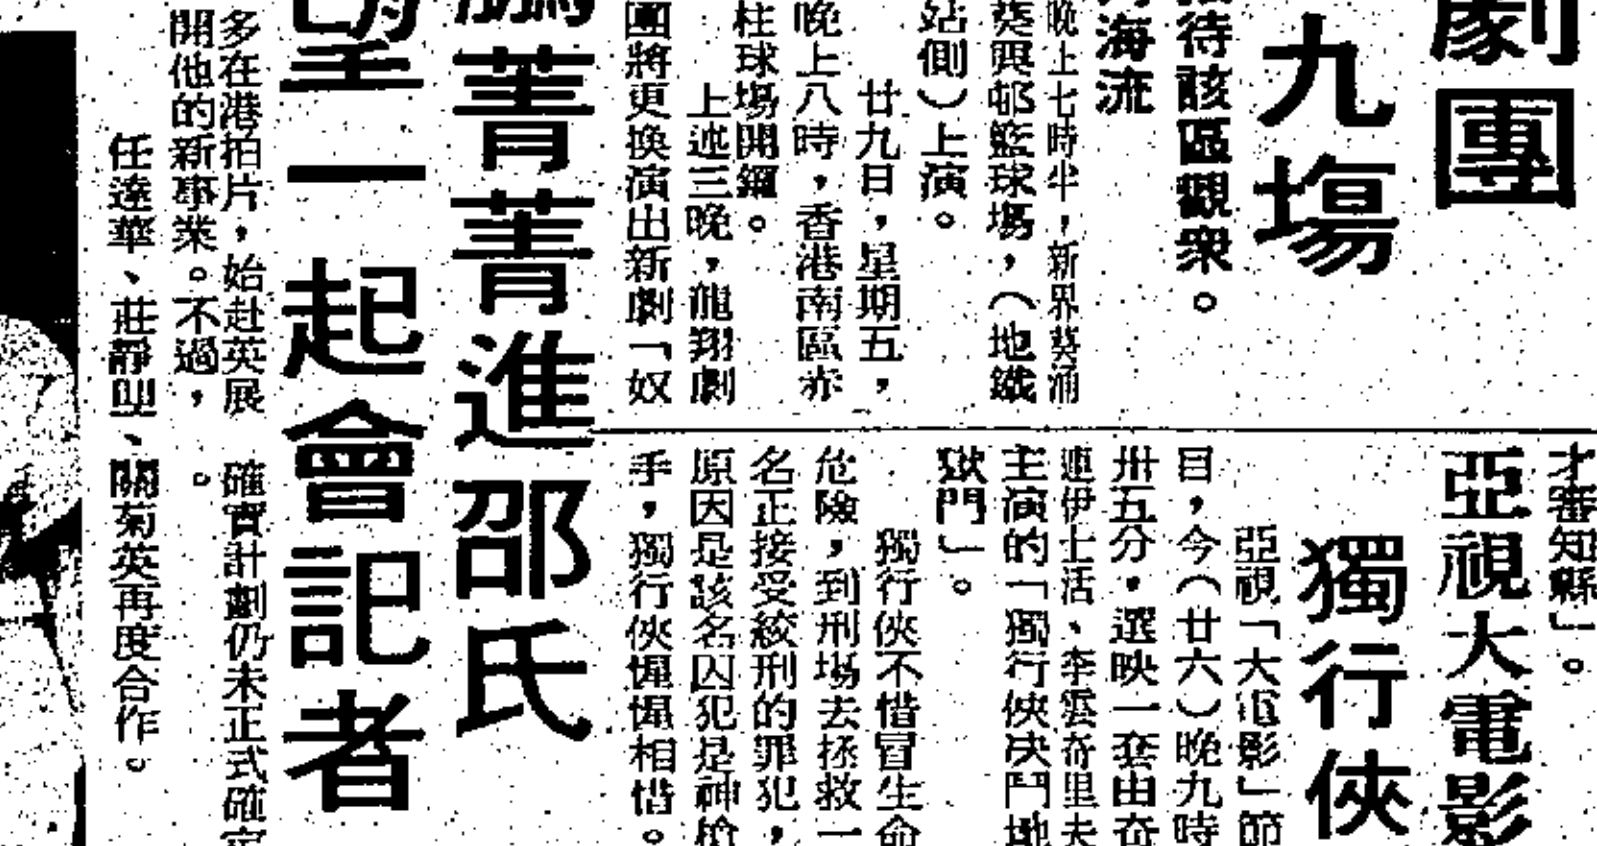 劇團
九場
待該區觀衆。
海流
晚上七時半，新界葵涌
葵興邨籃球場，（地鐵
站側）上演。
廿九日，星期五，
晚上八時，香港南區赤
柱球場開鑼。
上述三晚，龍翔劇
團將更換演出新劇「奴
才審知縣」。
亞視大電影
獨行俠
亞視「大電影」節
目，今（廿六）晚九時
卅五分，選映一套由奇
連伊士活、李雲奇里夫
主演的「獨行俠决鬥地
獄門」。
獨行俠不惜冒生命
危險，到刑場去拯救一
名正接受絞刑的罪犯，
原因是該名囚犯是神槍
手，獨行俠惺惺相惜。
菁菁進邵氏
望一起會記者
多在港拍片，始赴英展
開他的新事業。不過，
確實計劃仍未正式確定
。
任達華、莊靜而、關菊英再度合作。